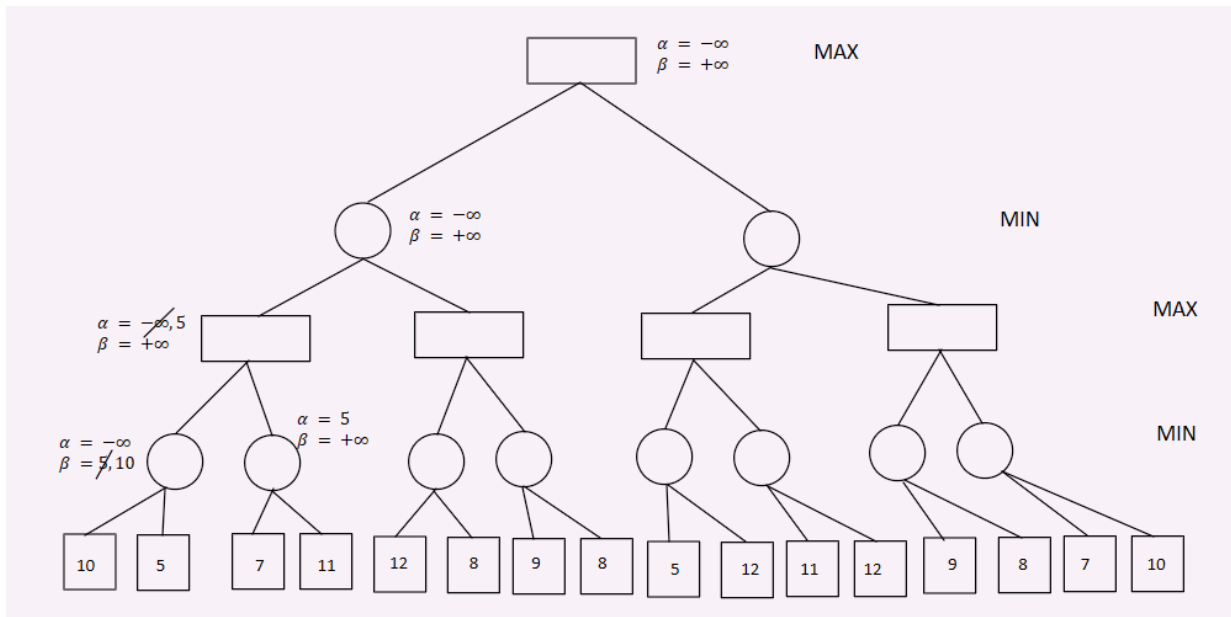 α = −∞
β = +∞
MAX
α = −∞
β = +∞
MIN
α = −∞, 5
β = +∞
MAX
α = −∞
β = 5, 10
α = 5
β = +∞
MIN
10 5 7 11 12 8 9 8 5 12 11 12 9 8 7 10